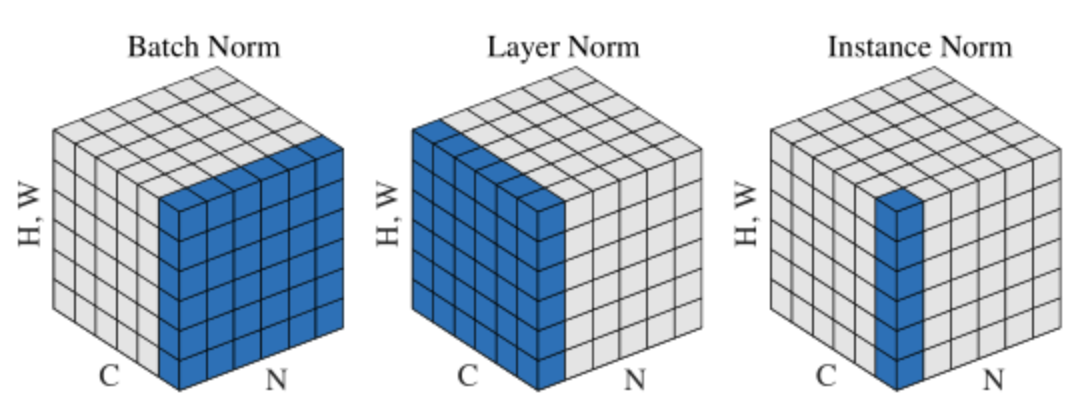 Batch Norm
H, W
C
N
Layer Norm
H, W
C
N
Instance Norm
H, W
C
N